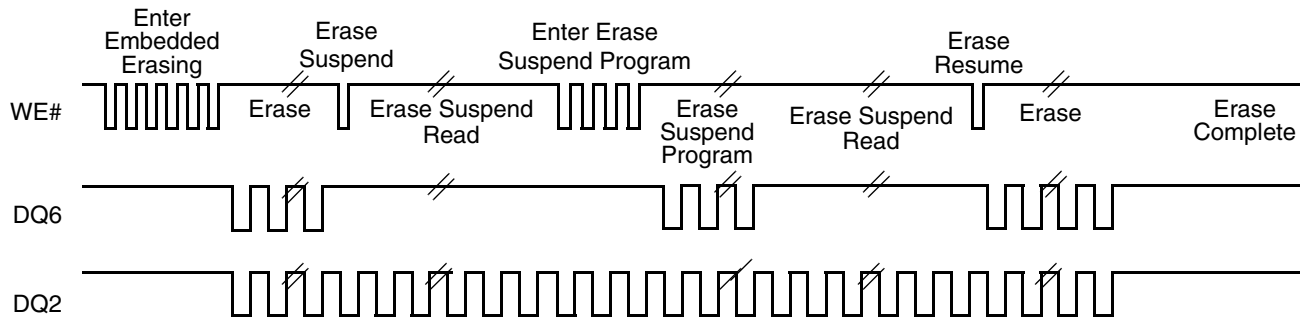 Enter
Embedded
Erasing
Erase
Suspend
Enter Erase
Suspend Program
Erase
Resume
WE#
Erase
Erase Suspend
Read
Erase
Suspend
Program
Erase Suspend
Read
Erase
Erase
Complete
DQ6
DQ2